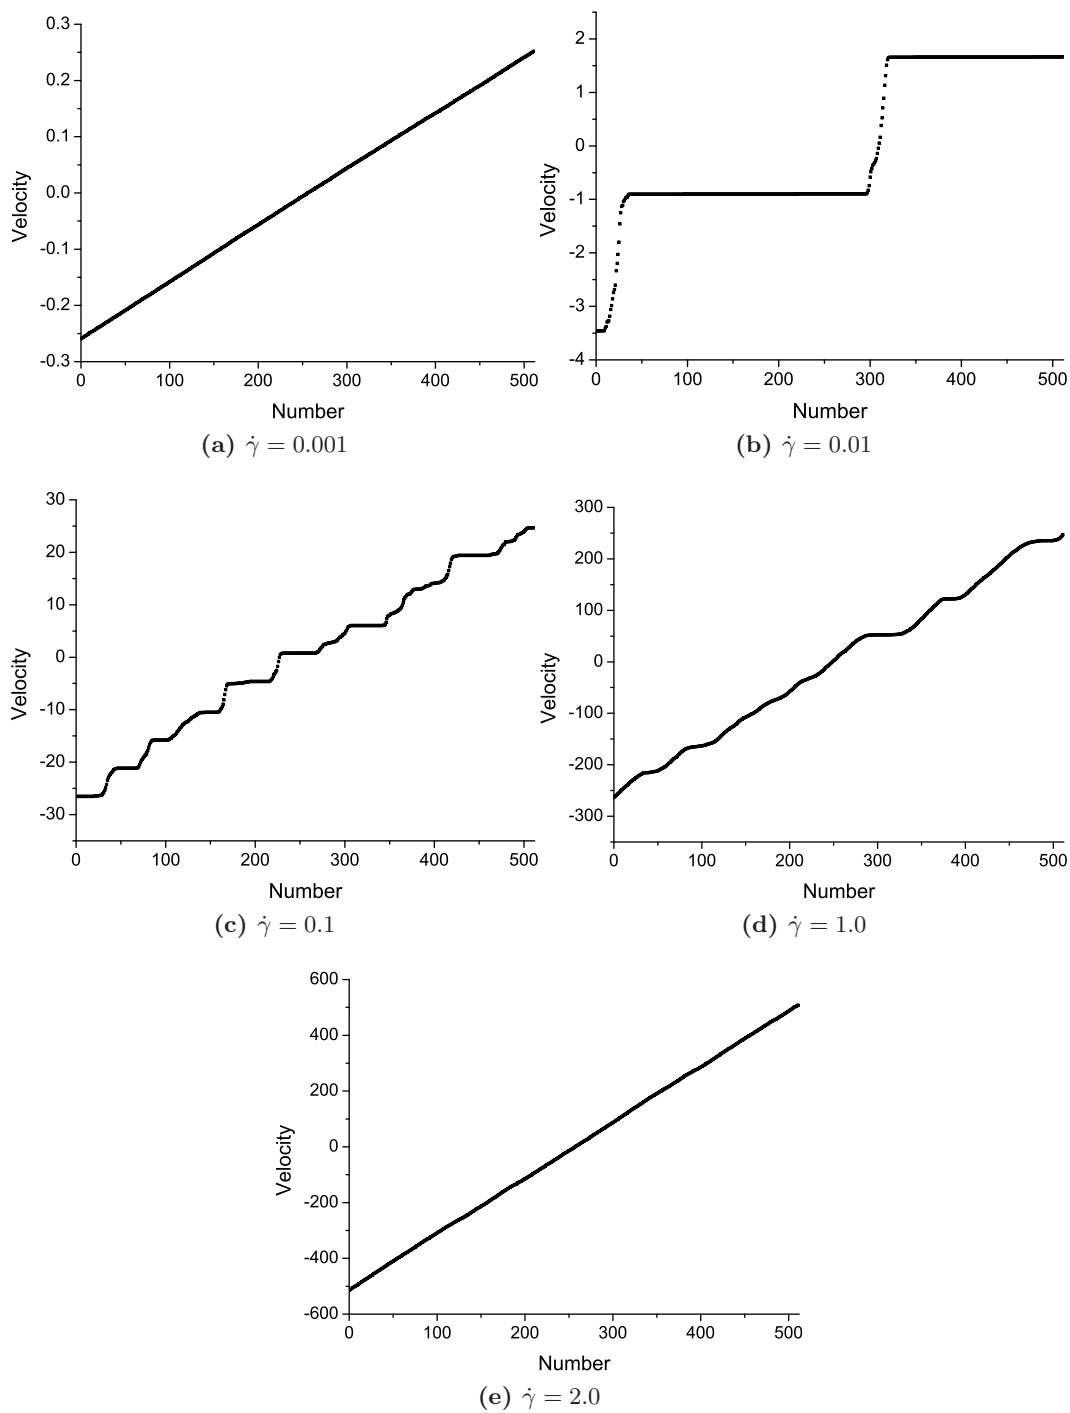 0.3
0.2
0.1
0.0
-0.1
-0.2
-0.3
Velocity
0 100 200 300 400 500
Number
(a) γ̇ = 0.001
2
1
0
-1
-2
-3
-4
Velocity
0 100 200 300 400 500
Number
(b) γ̇ = 0.01
30
20
10
0
-10
-20
-30
Velocity
0 100 200 300 400 500
Number
(c) γ̇ = 0.1
300
200
100
0
-100
-200
-300
Velocity
0 100 200 300 400 500
Number
(d) γ̇ = 1.0
600
400
200
0
-200
-400
-600
Velocity
0 100 200 300 400 500
Number
(e) γ̇ = 2.0